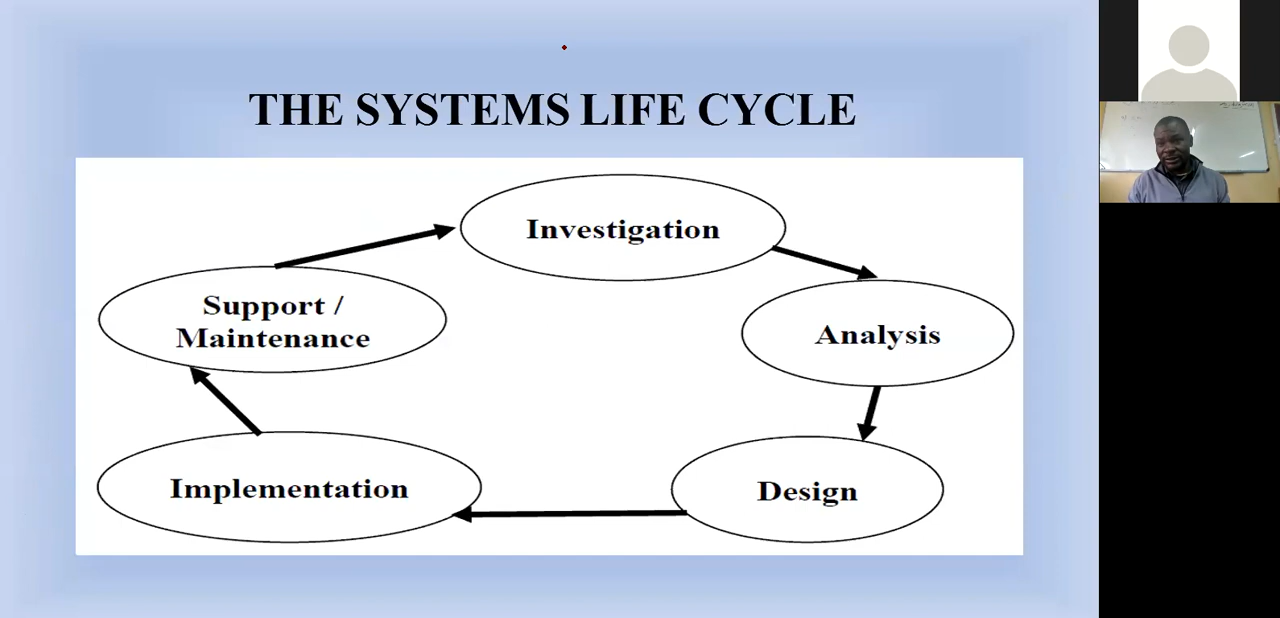 THE SYSTEMS LIFE CYCLE
Investigation
Support /
Maintenance
Analysis
Implementation
Design